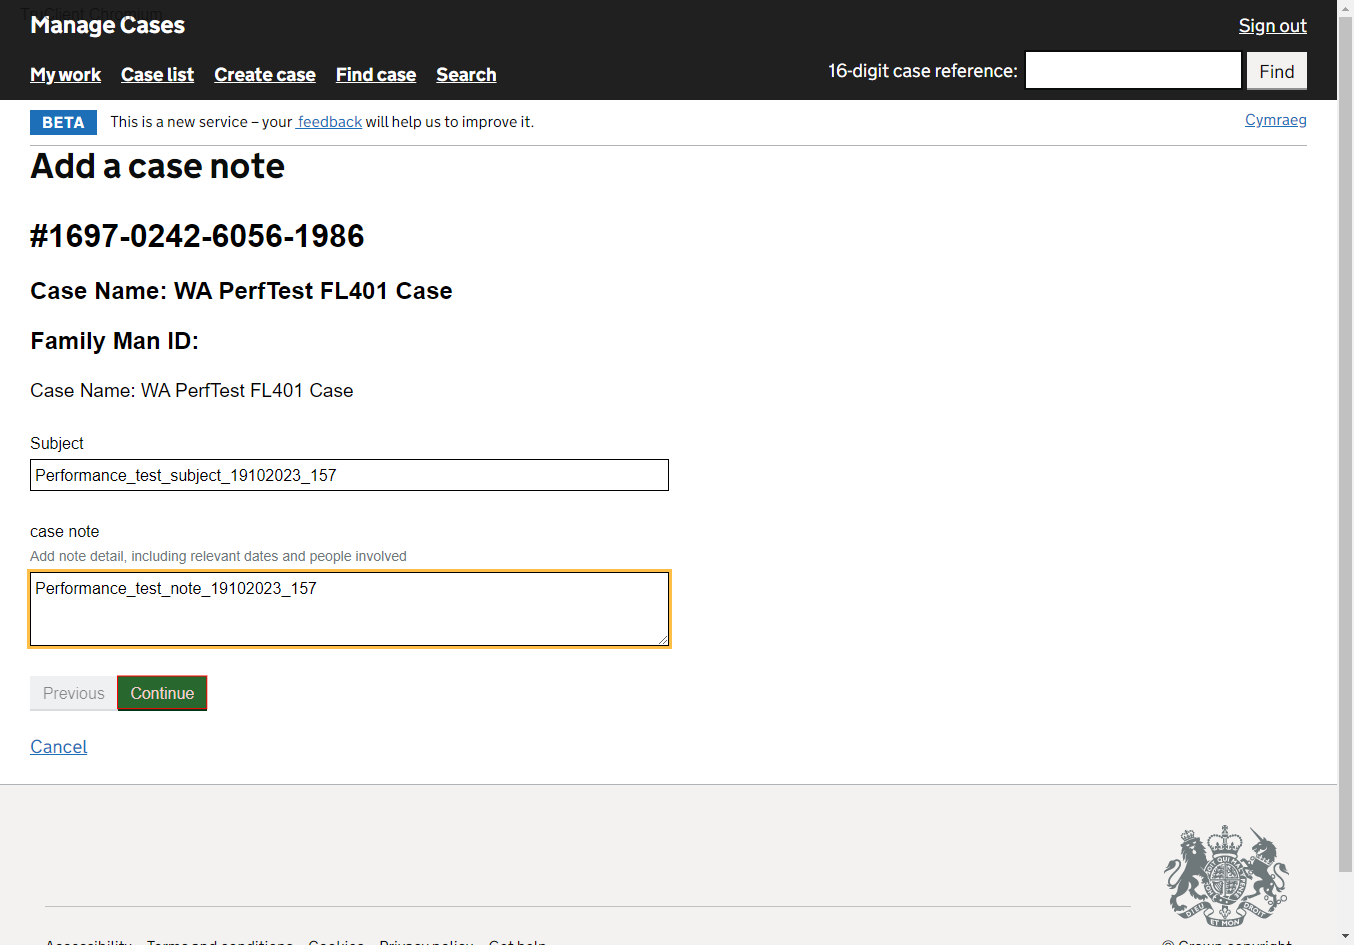 TruClient Chromium
Manage Cases
Sign out
My work Case list Create case Find case Search
16-digit case reference: Find
BETA This is a new service – your feedback will help us to improve it.
Cymraeg
Add a case note
#1697-0242-6056-1986
Case Name: WA PerfTest FL401 Case
Family Man ID:
Case Name: WA PerfTest FL401 Case
Subject
Performance_test_subject_19102023_157
case note
Add note detail, including relevant dates and people involved
Performance_test_note_19102023_157
Previous Continue
Cancel
DIEU ET MON DROIT
Accessibility Terms and conditions Cookies Privacy policy Get help
© Crown copyright